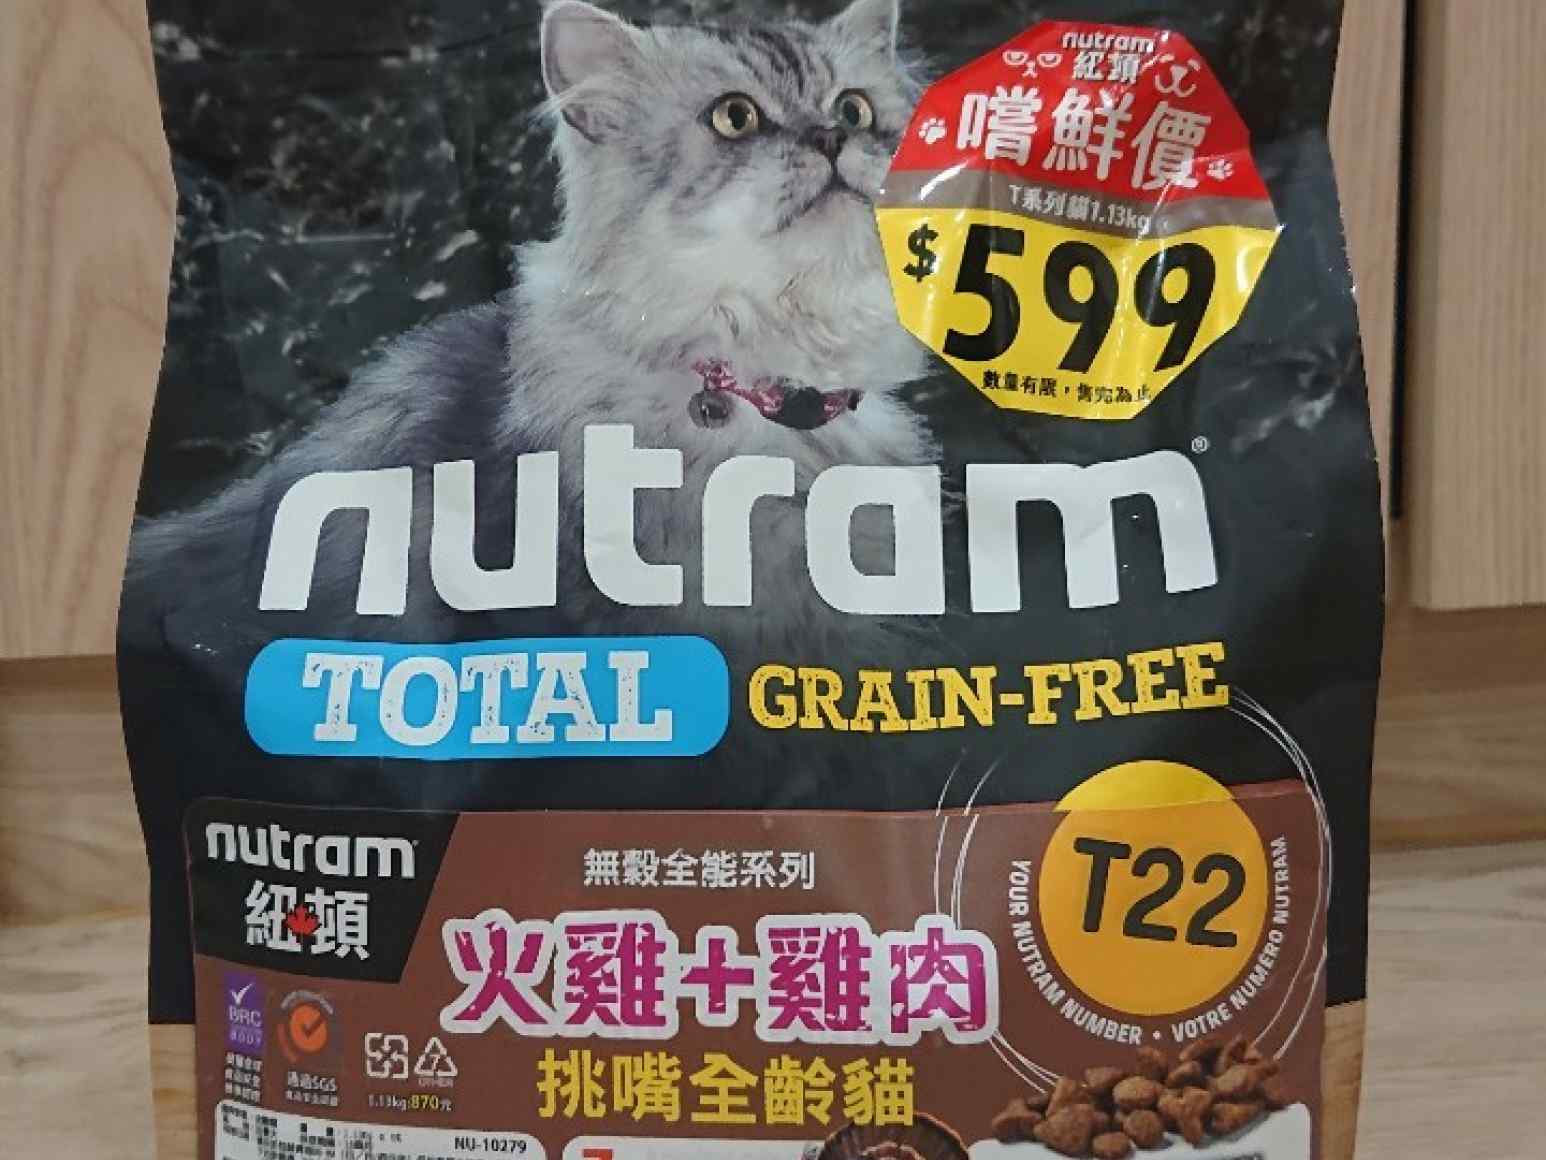 nutram
紐頓
嚐鮮價
T系列貓1.13kg
$599
數量有限，售完為止
nutram®
TOTAL GRAIN-FREE
nutram
紐頓
無穀全能系列
火雞+雞肉
挑嘴全齡貓
T22
YOUR NUTRAM NUMBER • VOTRE NUMÉRO NUTRAM
BRC
通過SGS
1.13kg:870元
OTHER
NU-10279